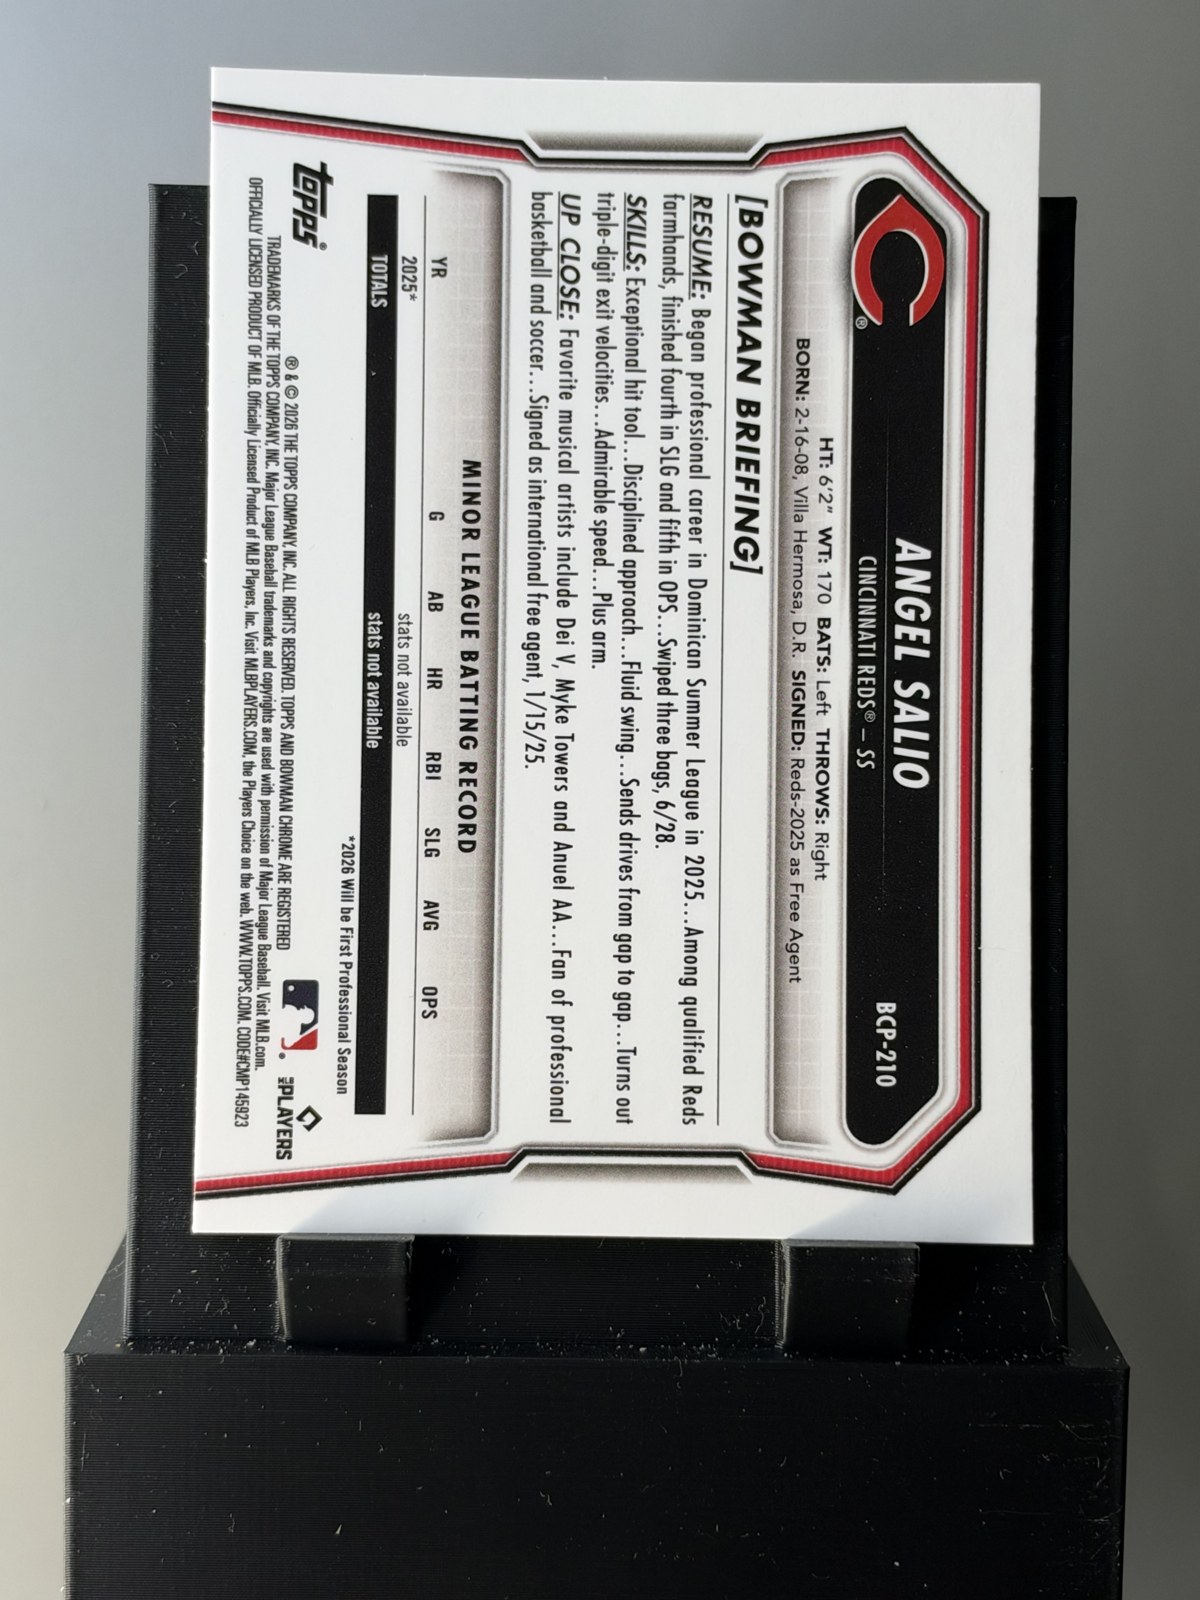 ANGEL SALIO
BCP-210
CINCINNATI REDS® – SS
C
®
HT: 6'2" WT: 170 BATS: Left THROWS: Right
BORN: 2-16-08, Villa Hermosa, D.R. SIGNED: Reds-2025 as Free Agent
[BOWMAN BRIEFING]
RESUME: Began professional career in Dominican Summer League in 2025...Among qualified Reds
farmhands, finished fourth in SLG and fifth in OPS...Swiped three bags, 6/28.
SKILLS: Exceptional hit tool...Disciplined approach...Fluid swing...Sends drives from gap to gap...Turns out
triple-digit exit velocities...Admirable speed...Plus arm.
UP CLOSE: Favorite musical artists include Dei V, Myke Towers and Anuel AA...Fan of professional
basketball and soccer...Signed as international free agent, 1/15/25.
MINOR LEAGUE BATTING RECORD
YR G AB HR RBI SLG AVG OPS
2025* stats not available
TOTALS stats not available
*2026 Will be First Professional Season
topps®
® & © 2026 THE TOPPS COMPANY, INC. ALL RIGHTS RESERVED. TOPPS AND BOWMAN CHROME ARE REGISTERED
TRADEMARKS OF THE TOPPS COMPANY, INC. Major League Baseball trademarks and copyrights are used with permission of Major League Baseball. Visit MLB.com.
OFFICIALLY LICENSED PRODUCT OF MLB. Officially Licensed Product of MLB Players, Inc. Visit MLBPLAYERS.COM, the Players Choice on the web. WWW.TOPPS.COM. CODE#CMP145923
MLB PLAYERS